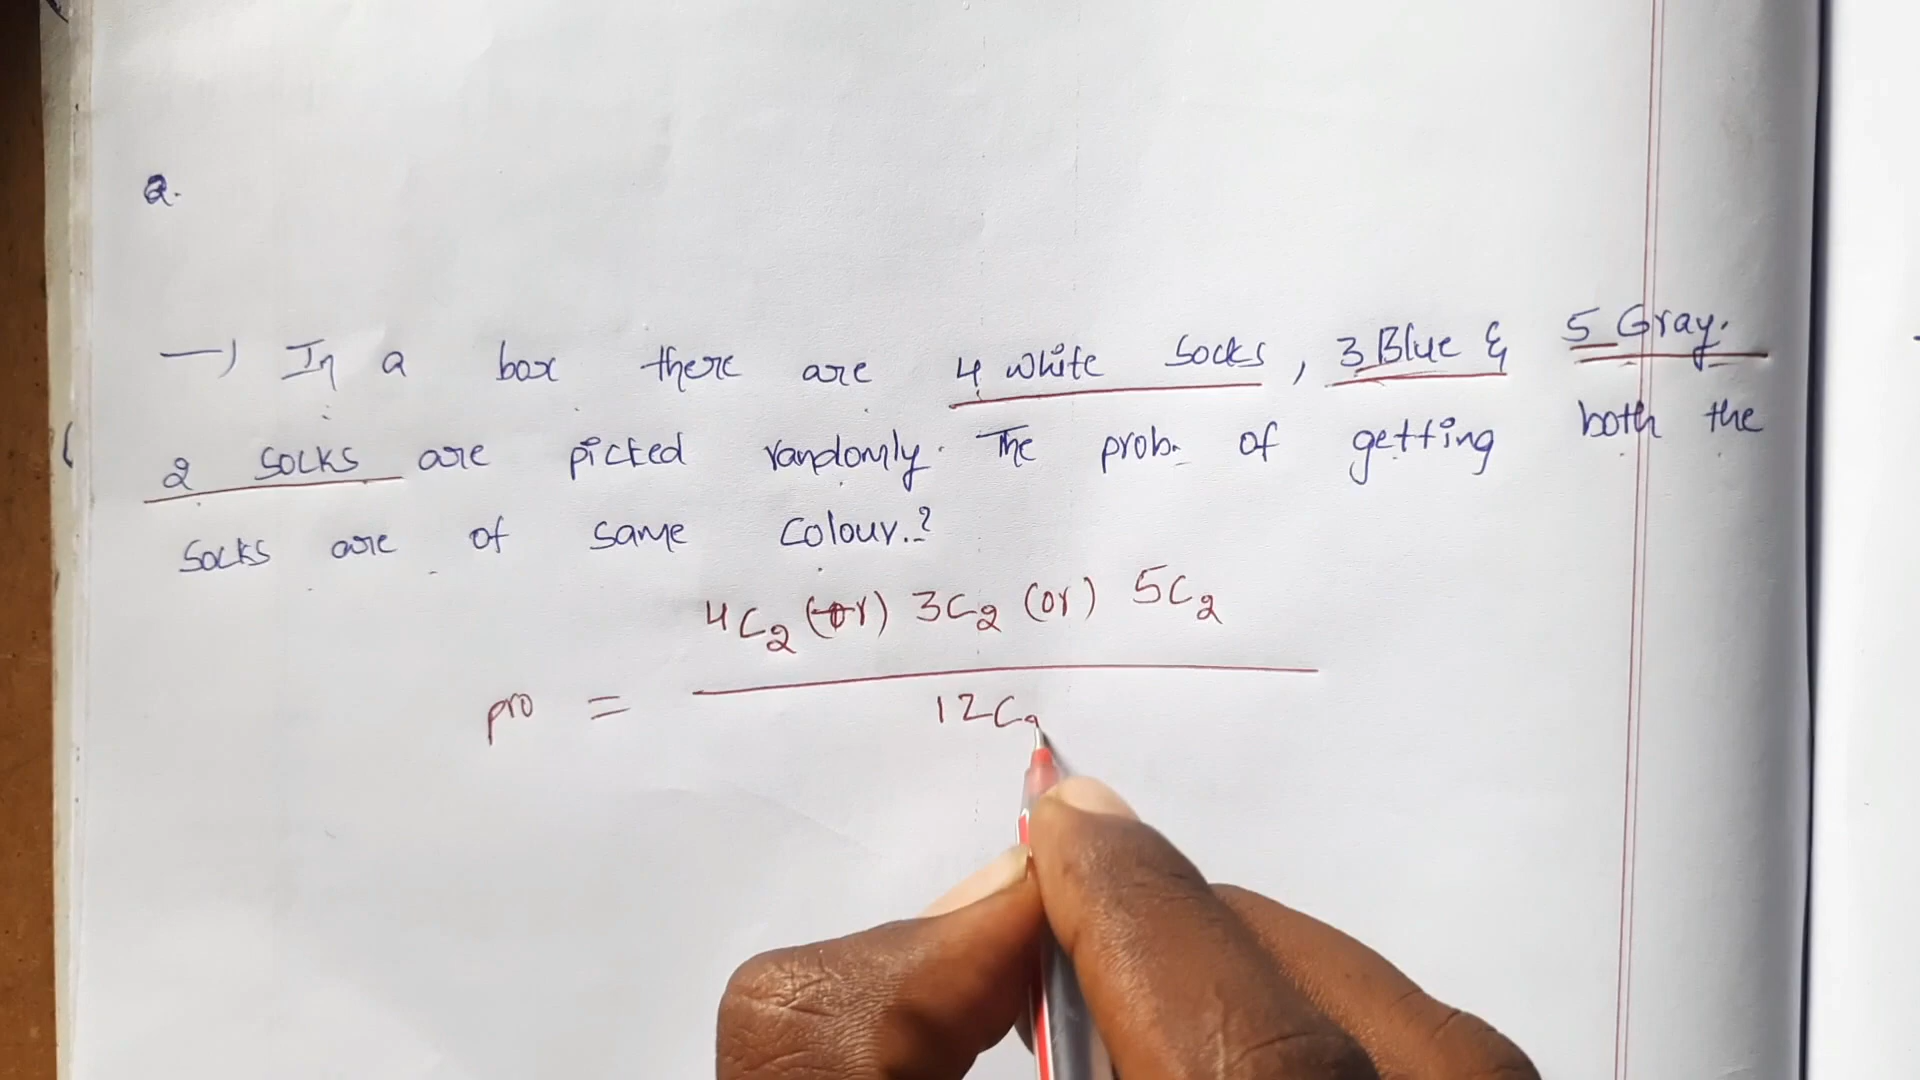 2.
—) In a box there are 4 white Socks, 3 Blue & 5 Gray.
2 Socks are picked randomly. The prob. of getting both the
Socks are of same Colour.?
4C2 (or) 3C2 (or) 5C2
pro = 12C2